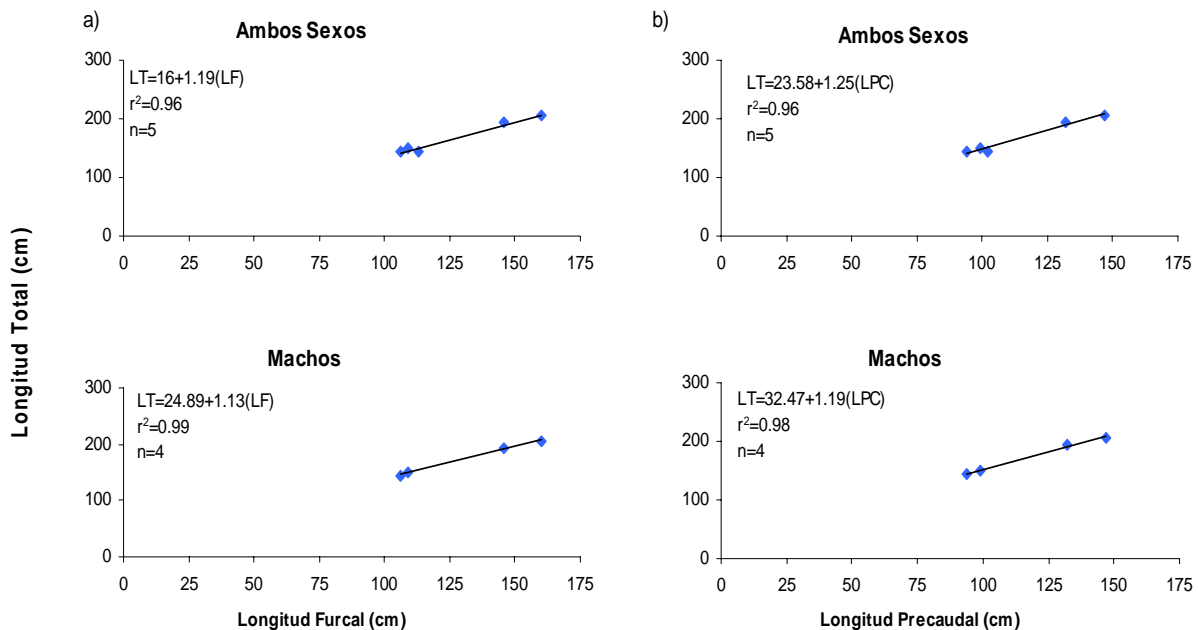 a)
Ambos Sexos
LT=16+1.19(LF)
r²=0.96
n=5
300
200
100
0
0 25 50 75 100 125 150 175
b)
Ambos Sexos
LT=23.58+1.25(LPC)
r²=0.96
n=5
300
200
100
0
0 25 50 75 100 125 150 175
Longitud Total (cm)
Machos
LT=24.89+1.13(LF)
r²=0.99
n=4
300
200
100
0
0 25 50 75 100 125 150 175
Longitud Furcal (cm)
Machos
LT=32.47+1.19(LPC)
r²=0.98
n=4
300
200
100
0
0 25 50 75 100 125 150 175
Longitud Precaudal (cm)